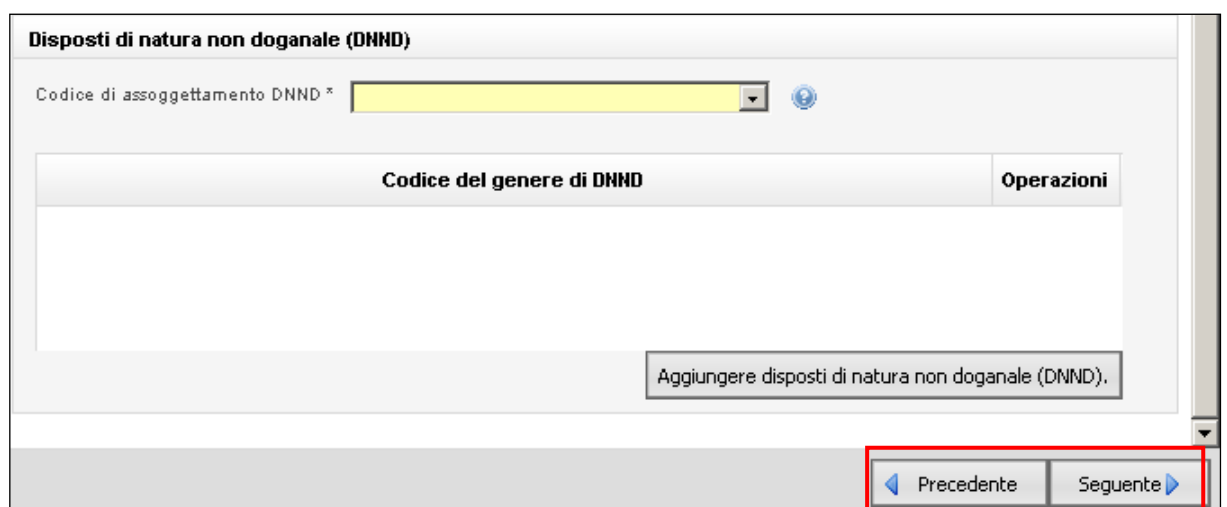 Disposti di natura non doganale (DNND)
Codice di assoggettamento DNND *
Codice del genere di DNND Operazioni
Aggiungere disposti di natura non doganale (DNND).
Precedente Seguente